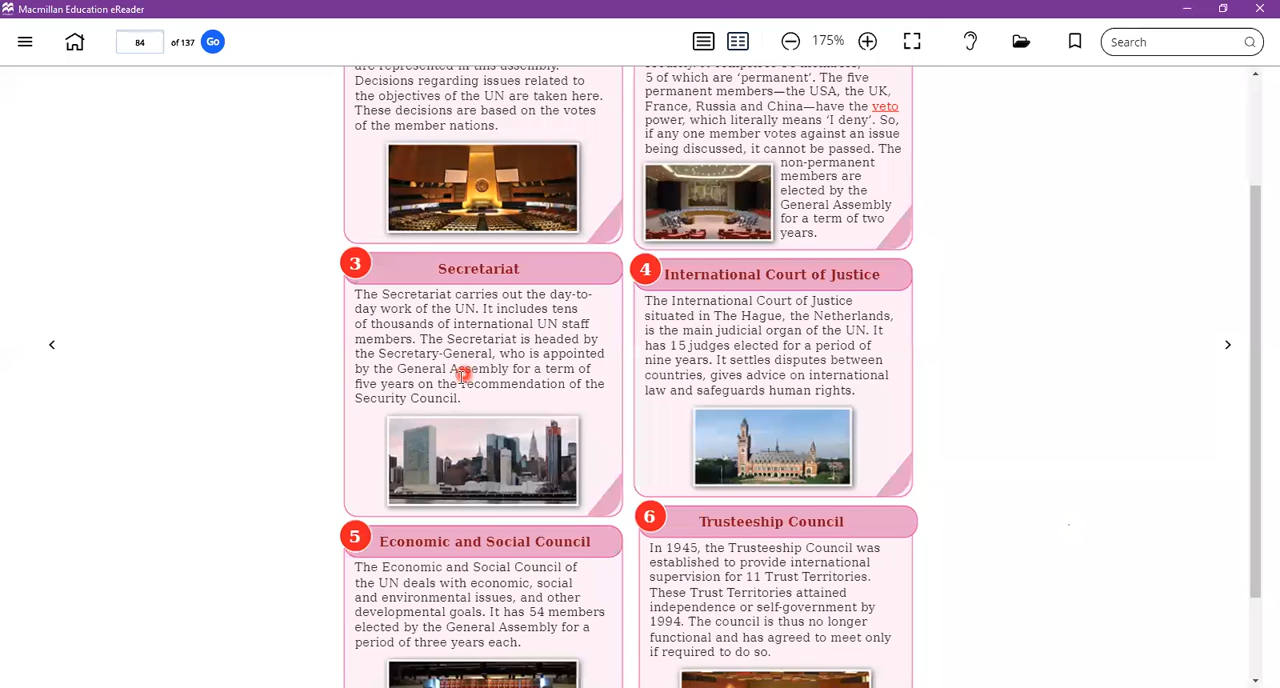 Macmillan Education eReader
84 of 137 Go
175%
Search
are represented in this assembly.
Decisions regarding issues related to
the objectives of the UN are taken here.
These decisions are based on the votes
of the member nations.
5 of which are ‘permanent’. The five
permanent members—the USA, the UK,
France, Russia and China—have the veto
power, which literally means ‘I deny’. So,
if any one member votes against an issue
being discussed, it cannot be passed. The
non-permanent
members are
elected by the
General Assembly
for a term of two
years.
3 Secretariat
The Secretariat carries out the day-to-
day work of the UN. It includes tens
of thousands of international UN staff
members. The Secretariat is headed by
the Secretary-General, who is appointed
by the General Assembly for a term of
five years on the recommendation of the
Security Council.
4 International Court of Justice
The International Court of Justice
situated in The Hague, the Netherlands,
is the main judicial organ of the UN. It
has 15 judges elected for a period of
nine years. It settles disputes between
countries, gives advice on international
law and safeguards human rights.
5 Economic and Social Council
The Economic and Social Council of
the UN deals with economic, social
and environmental issues, and other
developmental goals. It has 54 members
elected by the General Assembly for a
period of three years each.
6 Trusteeship Council
In 1945, the Trusteeship Council was
established to provide international
supervision for 11 Trust Territories.
These Trust Territories attained
independence or self-government by
1994. The council is thus no longer
functional and has agreed to meet only
if required to do so.